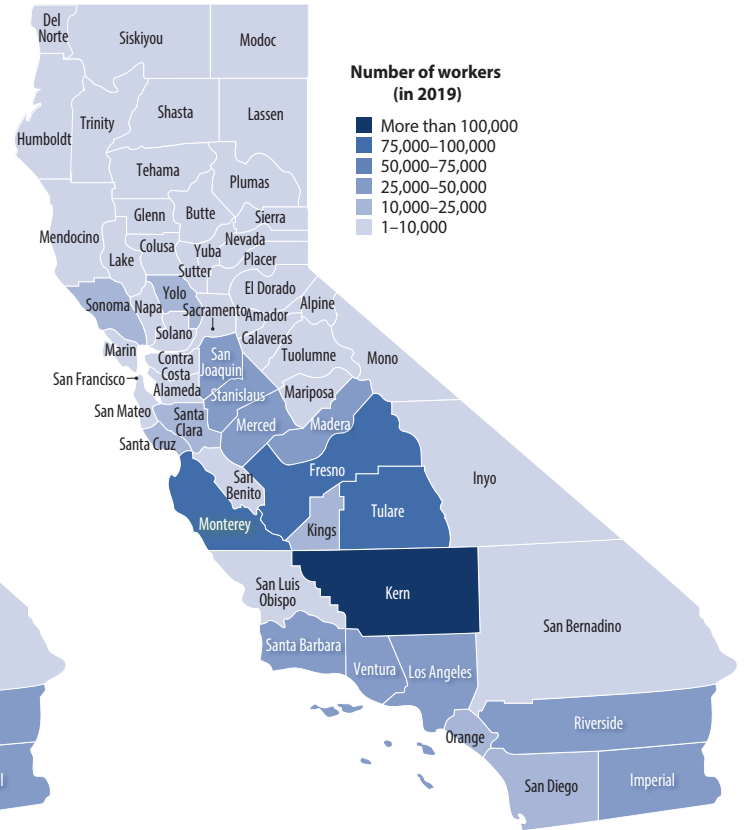 Del
Norte
Siskiyou
Modoc
Number of workers
(in 2019)
More than 100,000
75,000–100,000
50,000–75,000
25,000–50,000
10,000–25,000
1–10,000
Humboldt
Trinity
Shasta
Lassen
Tehama
Plumas
Mendocino
Glenn
Butte
Sierra
Lake
Colusa
Yuba
Nevada
Sutter
Placer
Sonoma
Napa
Yolo
Sacramento
El Dorado
Amador
Alpine
Solano
Calaveras
Marin
Contra
Costa
San
Joaquin
Tuolumne
Mono
San Francisco
Alameda
Stanislaus
Mariposa
San Mateo
Santa
Clara
Merced
Madera
Santa Cruz
San
Benito
Fresno
Inyo
Monterey
Kings
Tulare
San Luis
Obispo
Kern
San Bernadino
Santa Barbara
Ventura
Los Angeles
Orange
Riverside
San Diego
Imperial
l